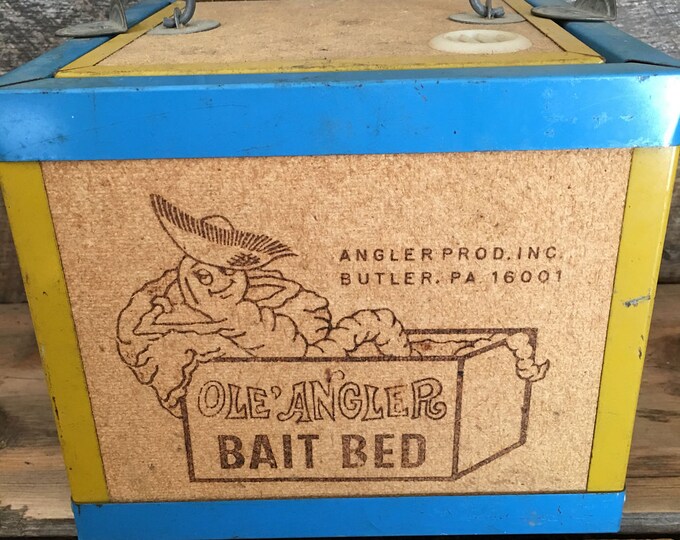 ANGLER PROD. INC.
BUTLER, PA 16001
OLE' ANGLER
BAIT BED